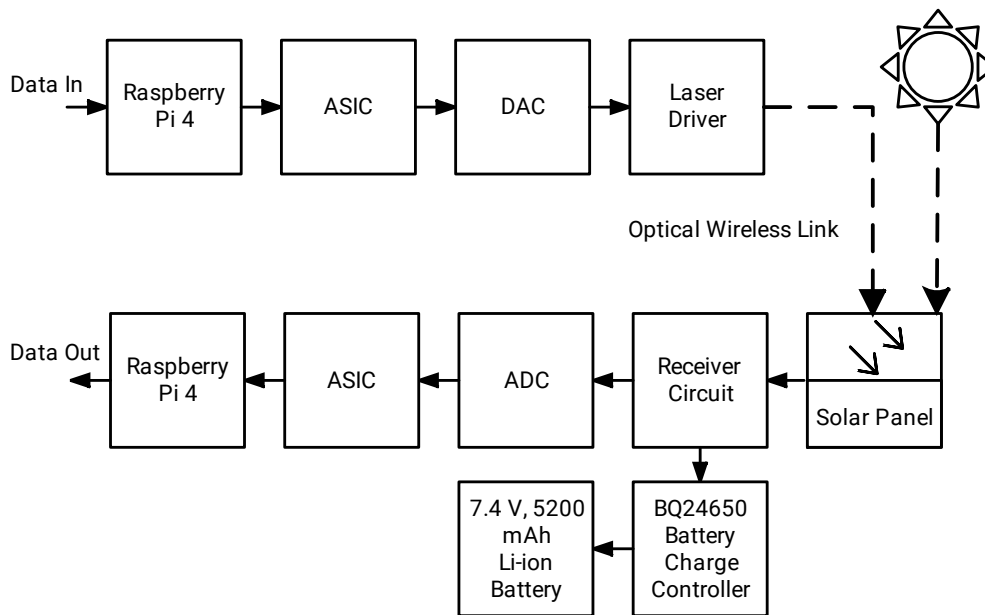 Data In
Raspberry
Pi 4
ASIC
DAC
Laser
Driver
Optical Wireless Link
Data Out
Raspberry
Pi 4
ASIC
ADC
Receiver
Circuit
Solar Panel
7.4 V, 5200
mAh
Li-ion
Battery
BQ24650
Battery
Charge
Controller